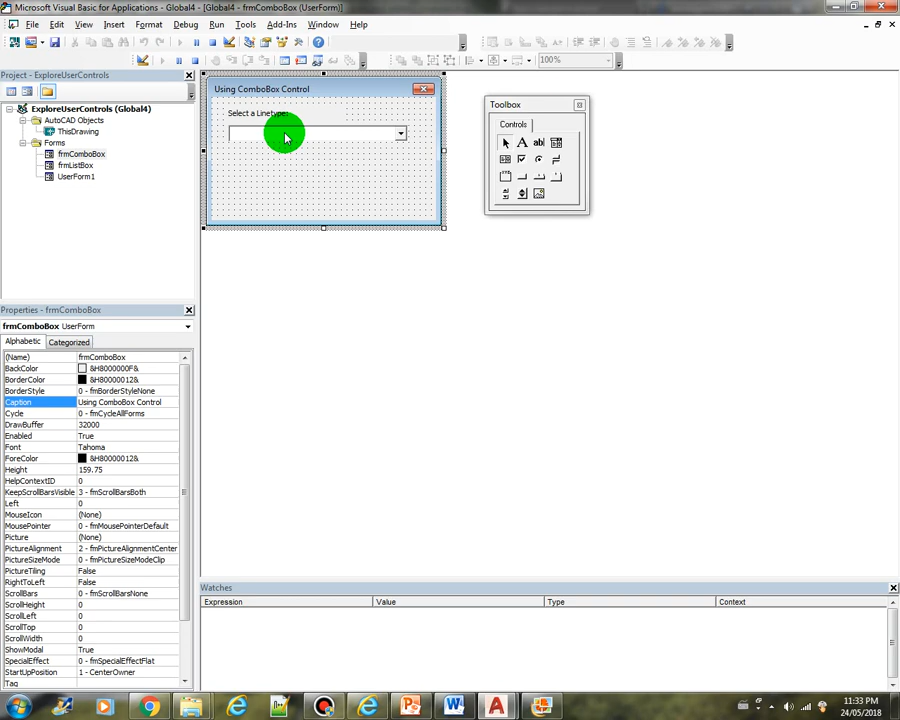 Microsoft Visual Basic for Applications - Global4 - [Global4 - frmComboBox (UserForm)]
File Edit View Insert Format Debug Run Tools Add-Ins Window Help
100%
Project - ExploreUserControls
ExploreUserControls (Global4)
AutoCAD Objects
ThisDrawing
Forms
frmComboBox
frmListBox
UserForm1
Using ComboBox Control
Select a Linetype:
Toolbox
Controls
A ab|
Properties - frmComboBox
frmComboBox UserForm
Alphabetic Categorized
(Name) frmComboBox
BackColor &H8000000F&
BorderColor &H80000012&
BorderStyle 0 - fmBorderStyleNone
Caption Using ComboBox Control
Cycle 0 - fmCycleAllForms
DrawBuffer 32000
Enabled True
Font Tahoma
ForeColor &H80000012&
Height 159.75
HelpContextID 0
KeepScrollBarsVisible 3 - fmScrollBarsBoth
Left 0
MouseIcon (None)
MousePointer 0 - fmMousePointerDefault
Picture (None)
PictureAlignment 2 - fmPictureAlignmentCenter
PictureSizeMode 0 - fmPictureSizeModeClip
PictureTiling False
RightToLeft False
ScrollBars 0 - fmScrollBarsNone
ScrollHeight 0
ScrollLeft 0
ScrollTop 0
ScrollWidth 0
ShowModal True
SpecialEffect 0 - fmSpecialEffectFlat
StartUpPosition 1 - CenterOwner
Tag
Watches
Expression Value Type Context
11:33 PM
24/05/2018